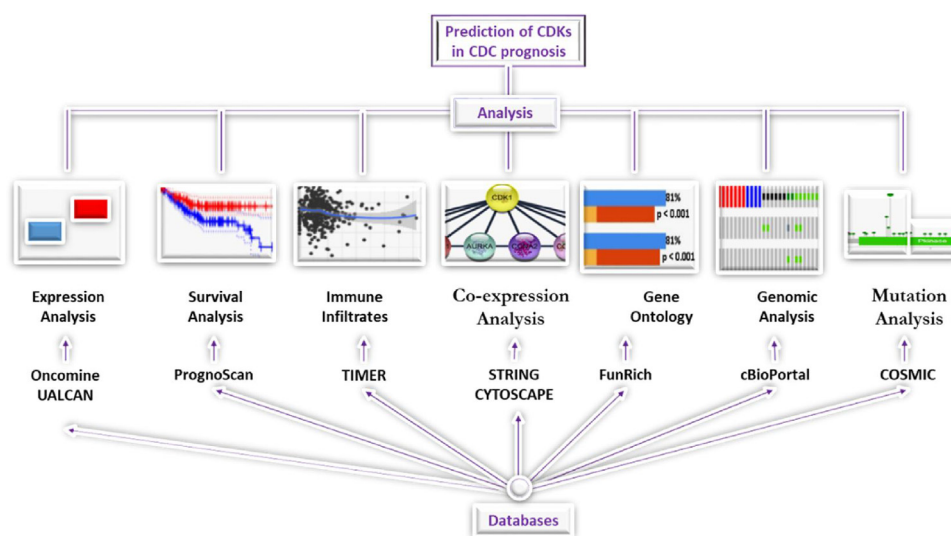 Prediction of CDKs
in CDC prognosis
Analysis
CDK1
AURKA
81%
p < 0.001
81%
p < 0.001
Expression
Analysis
Survival
Analysis
Immune
Infiltrates
Co-expression
Analysis
Gene
Ontology
Genomic
Analysis
Mutation
Analysis
Oncomine
UALCAN
PrognoScan
TIMER
STRING
CYTOSCAPE
FunRich
cBioPortal
COSMIC
Databases